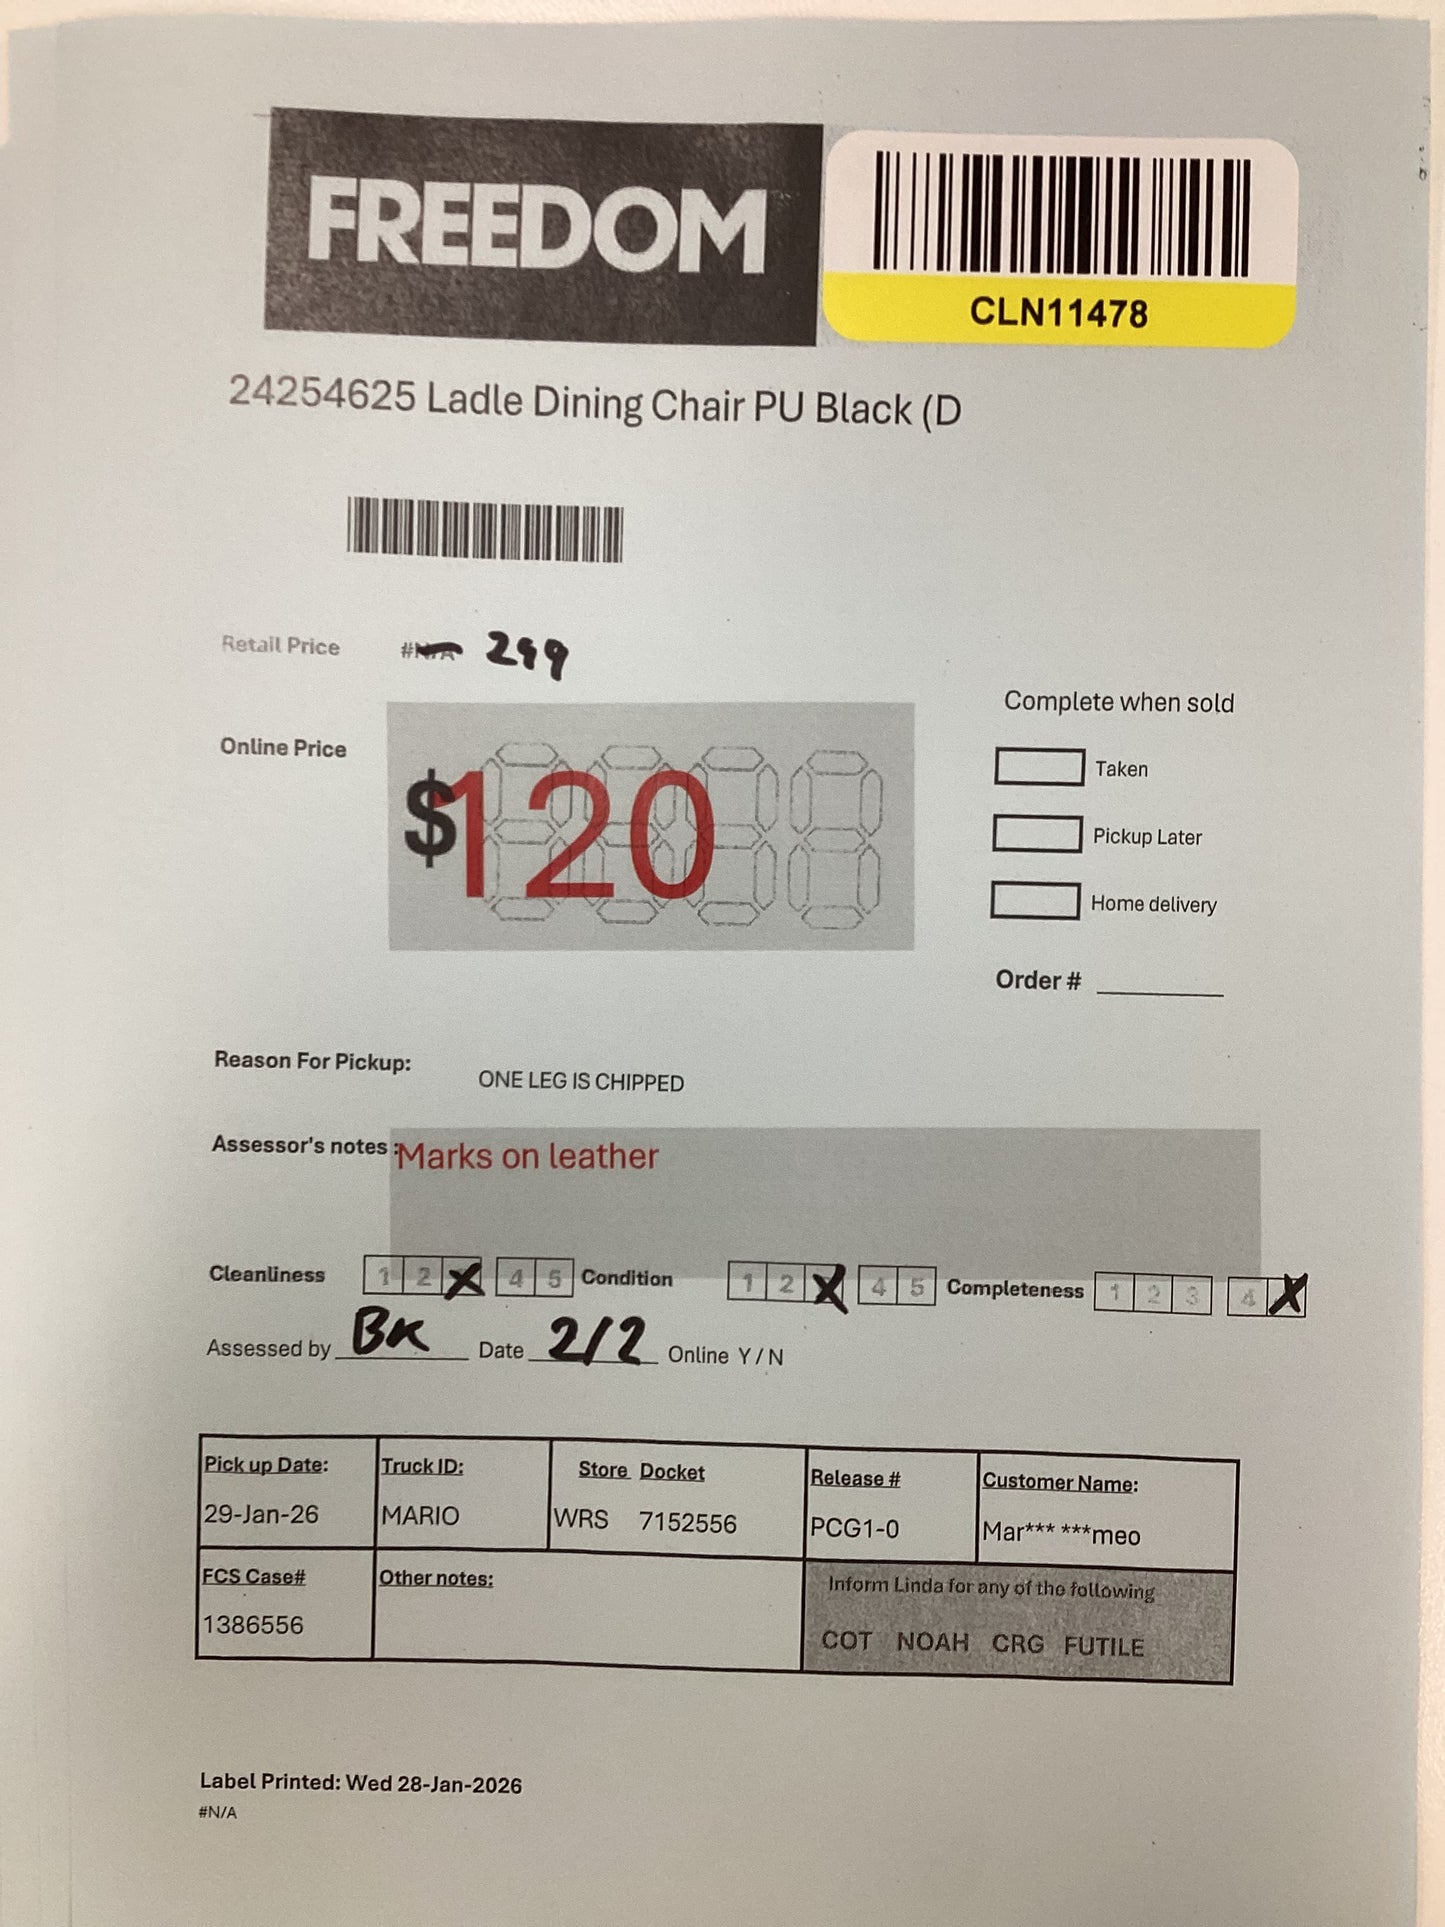 FREEDOM
CLN11478
24254625 Ladle Dining Chair PU Black (D
Retail Price #N/A 299
Online Price $120
Complete when sold
Taken
Pickup Later
Home delivery
Order #
Reason For Pickup: ONE LEG IS CHIPPED
Assessor's notes : Marks on leather
Cleanliness 1 2 X 4 5 Condition 1 2 X 4 5 Completeness 1 2 3 4 X
Assessed by BK Date 2/2 Online Y / N
Pick up Date: Truck ID: Store Docket Release # Customer Name:
29-Jan-26 MARIO WRS 7152556 PCG1-0 Mar*** ***meo
FCS Case# Other notes: Inform Linda for any of the following
1386556 COT NOAH CRG FUTILE
Label Printed: Wed 28-Jan-2026
#N/A